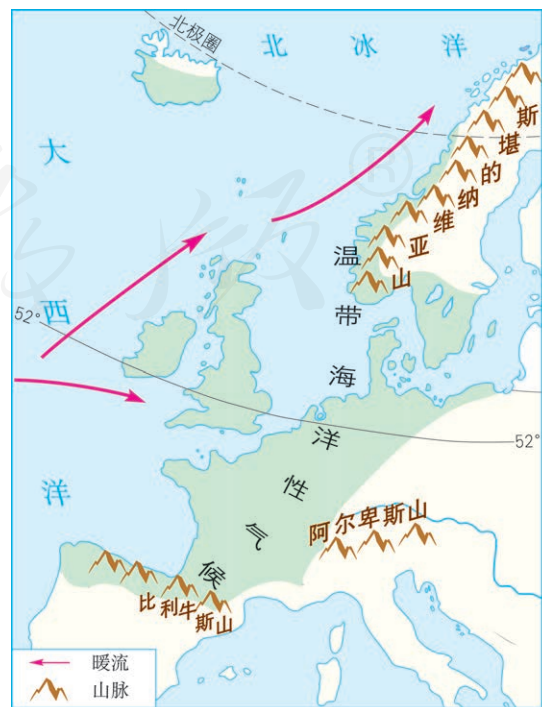 北极圈
北冰洋
大西洋
斯堪的纳维亚山
温带海洋性气候
52°
52°
阿尔卑斯山
比利牛斯山
暖流
山脉